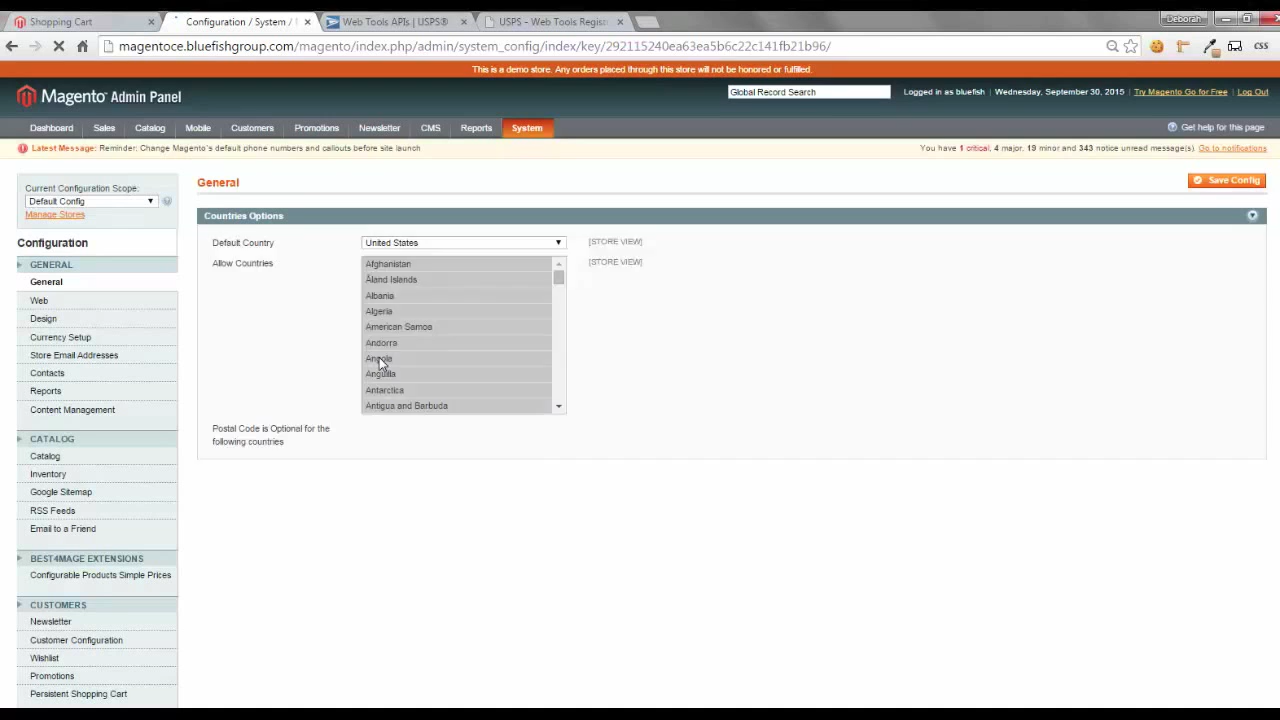 Shopping Cart
Configuration / System /
Web Tools APIs | USPS®
USPS - Web Tools Registr
Deborah
magentoce.bluefishgroup.com/magento/index.php/admin/system_config/index/key/292115240ea63ea5b6c22c141fb21b96/
CSS
This is a demo store. Any orders placed through this store will not be honored or fulfilled.
Magento Admin Panel
Global Record Search
Logged in as bluefish | Wednesday, September 30, 2015 | Try Magento Go for Free | Log Out
Dashboard Sales Catalog Mobile Customers Promotions Newsletter CMS Reports System
Get help for this page
Latest Message: Reminder: Change Magento's default phone numbers and callouts before site launch
You have 1 critical, 4 major, 19 minor and 343 notice unread message(s). Go to notifications
Current Configuration Scope:
Default Config
Manage Stores
Configuration
GENERAL
General
Web
Design
Currency Setup
Store Email Addresses
Contacts
Reports
Content Management
CATALOG
Catalog
Inventory
Google Sitemap
RSS Feeds
Email to a Friend
BEST4MAGE EXTENSIONS
Configurable Products Simple Prices
CUSTOMERS
Newsletter
Customer Configuration
Wishlist
Promotions
Persistent Shopping Cart
General
Save Config
Countries Options
Default Country
United States
[STORE VIEW]
Allow Countries
[STORE VIEW]
Afghanistan
Åland Islands
Albania
Algeria
American Samoa
Andorra
Angola
Anguilla
Antarctica
Antigua and Barbuda
Postal Code is Optional for the
following countries